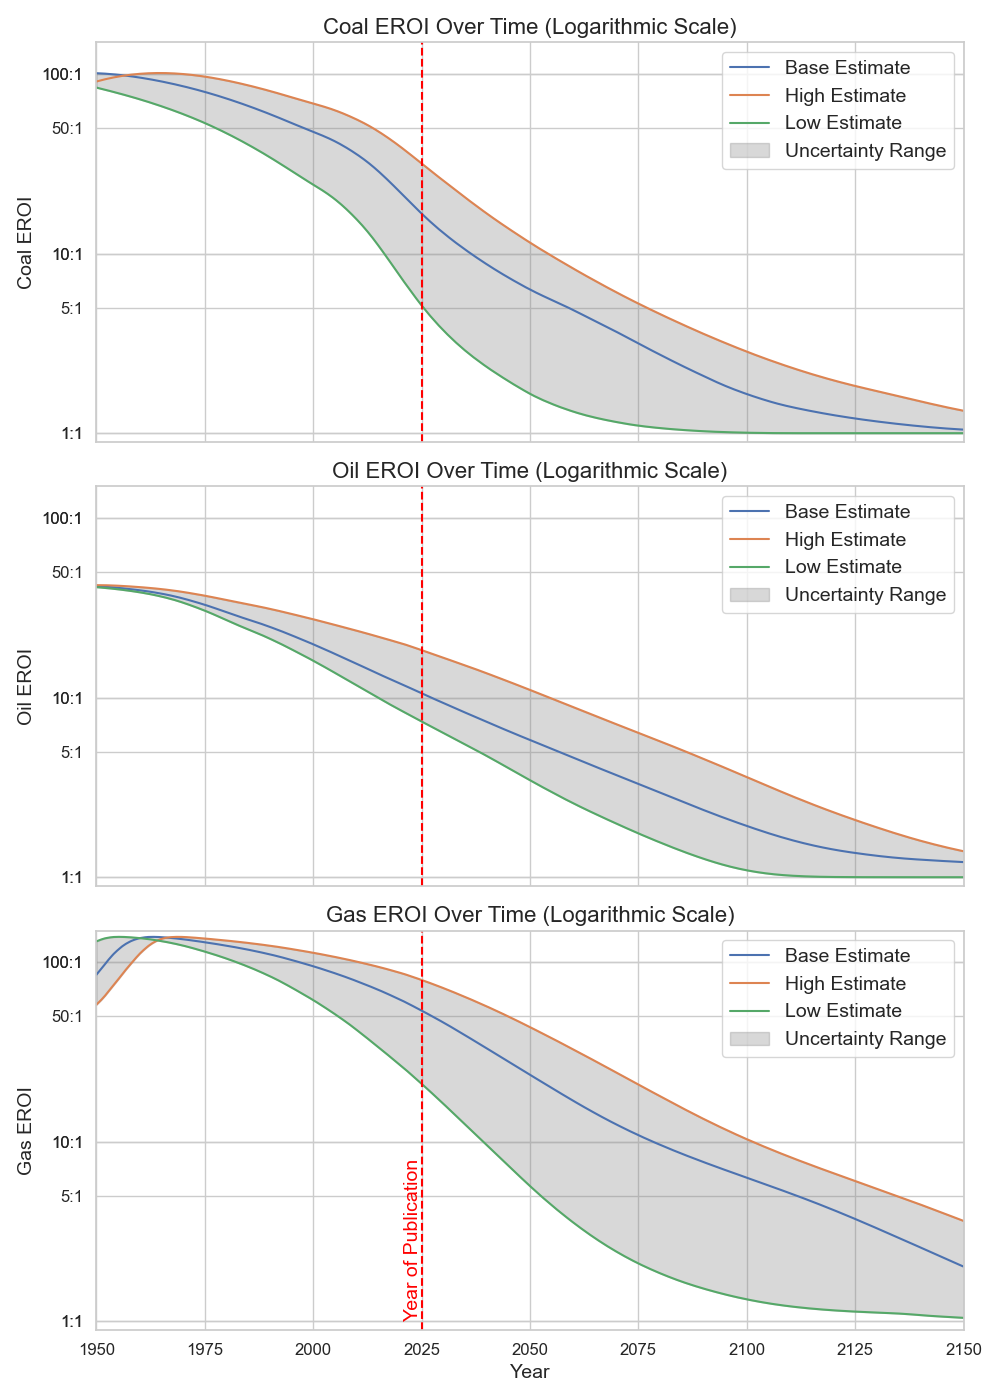 Coal EROI Over Time (Logarithmic Scale)
100:1
50:1
10:1
5:1
1:1
Coal EROI
Base Estimate
High Estimate
Low Estimate
Uncertainty Range
Oil EROI Over Time (Logarithmic Scale)
100:1
50:1
10:1
5:1
1:1
Oil EROI
Base Estimate
High Estimate
Low Estimate
Uncertainty Range
Gas EROI Over Time (Logarithmic Scale)
100:1
50:1
10:1
5:1
1:1
Gas EROI
Base Estimate
High Estimate
Low Estimate
Uncertainty Range
Year of Publication
1950 1975 2000 2025 2050 2075 2100 2125 2150
Year